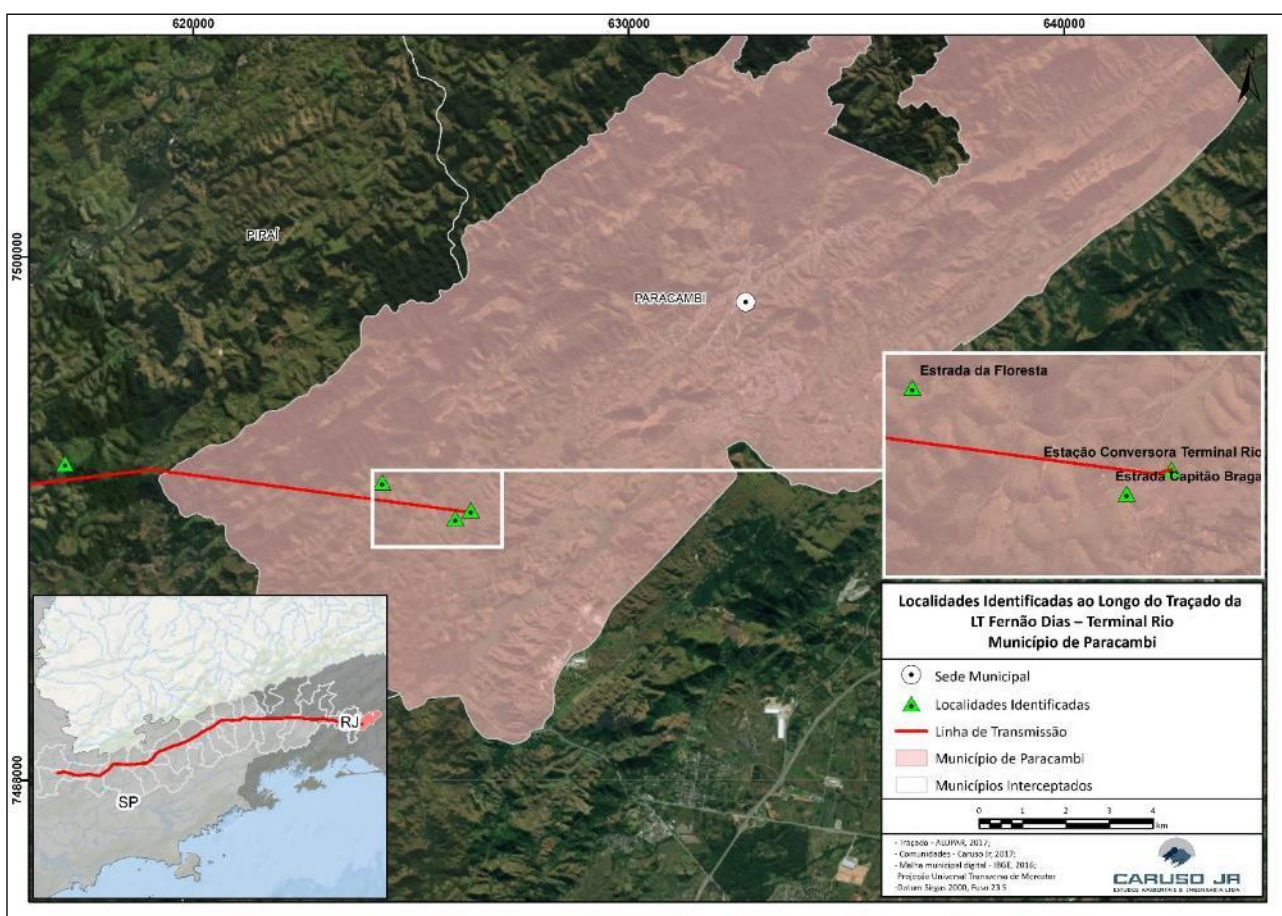 620000
630000
640000
7500000
7488000
PIRAÍ
PARACAMBI
Estrada da Floresta
Estação Conversora Terminal Rio
Estrada Capitão Braga
RJ
SP
Localidades Identificadas ao Longo do Traçado da
LT Fernão Dias – Terminal Rio
Município de Paracambi
Sede Municipal
Localidades Identificadas
Linha de Transmissão
Município de Paracambi
Municípios Interceptados
0 1 2 3 4
km
- Traçado - ALUPAR, 2017;
- Comunidades - Caruso Jr, 2017;
- Malha municipal digital - IBGE, 2016;
-Projeção Universal Transversa de Mercator
-Datum Sirgas 2000, Fuso 23 S
CARUSO JR
ESTUDOS AMBIENTAIS & ENGENHARIA LTDA.